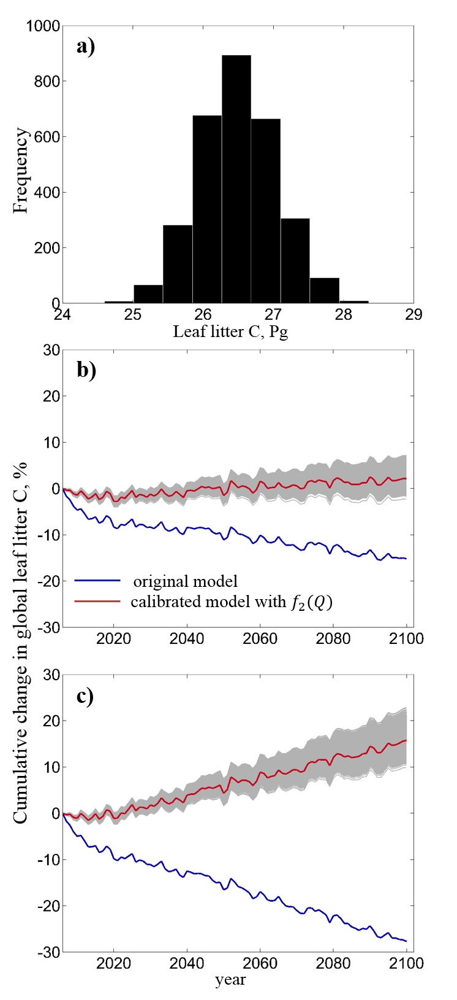 a)
1000
800
600
400
200
0
Frequency
24 25 26 27 28 29
Leaf litter C, Pg
b)
30
20
10
0
-10
-20
-30
original model
calibrated model with f₂(Q)
2020 2040 2060 2080 2100
Cumulative change in global leaf litter C, %
c)
30
20
10
0
-10
-20
-30
2020 2040 2060 2080 2100
year